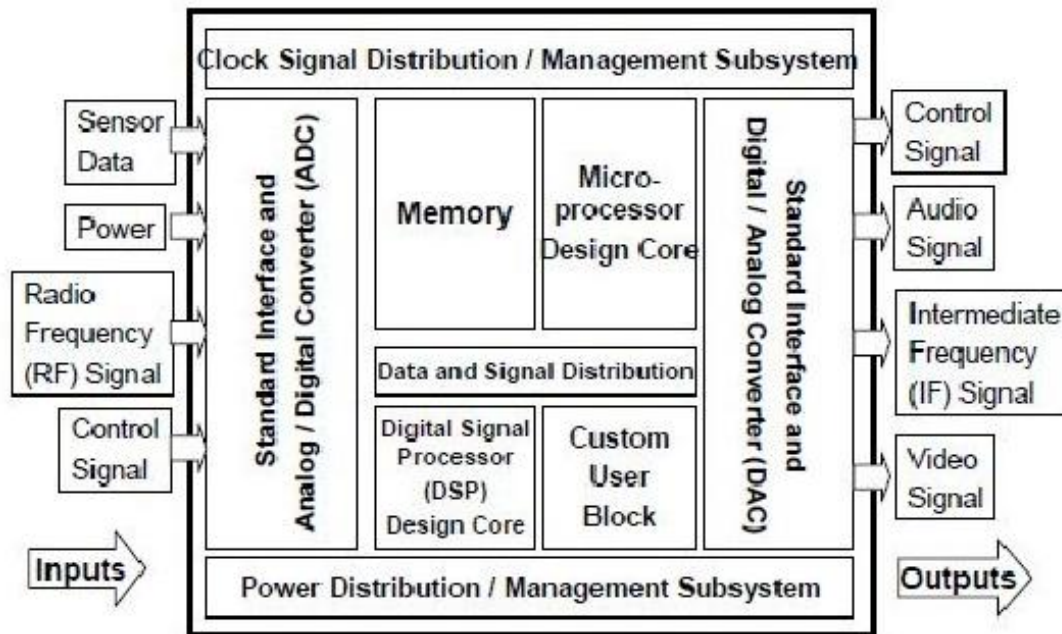 Clock Signal Distribution / Management Subsystem
Sensor
Data
Power
Radio
Frequency
(RF) Signal
Control
Signal
Inputs
Standard Interface and
Analog / Digital Converter (ADC)
Memory
Micro-
processor
Design Core
Data and Signal Distribution
Digital Signal
Processor
(DSP)
Design Core
Custom
User
Block
Standard Interface and
Digital / Analog Converter (DAC)
Control
Signal
Audio
Signal
Intermediate
Frequency
(IF) Signal
Video
Signal
Outputs
Power Distribution / Management Subsystem